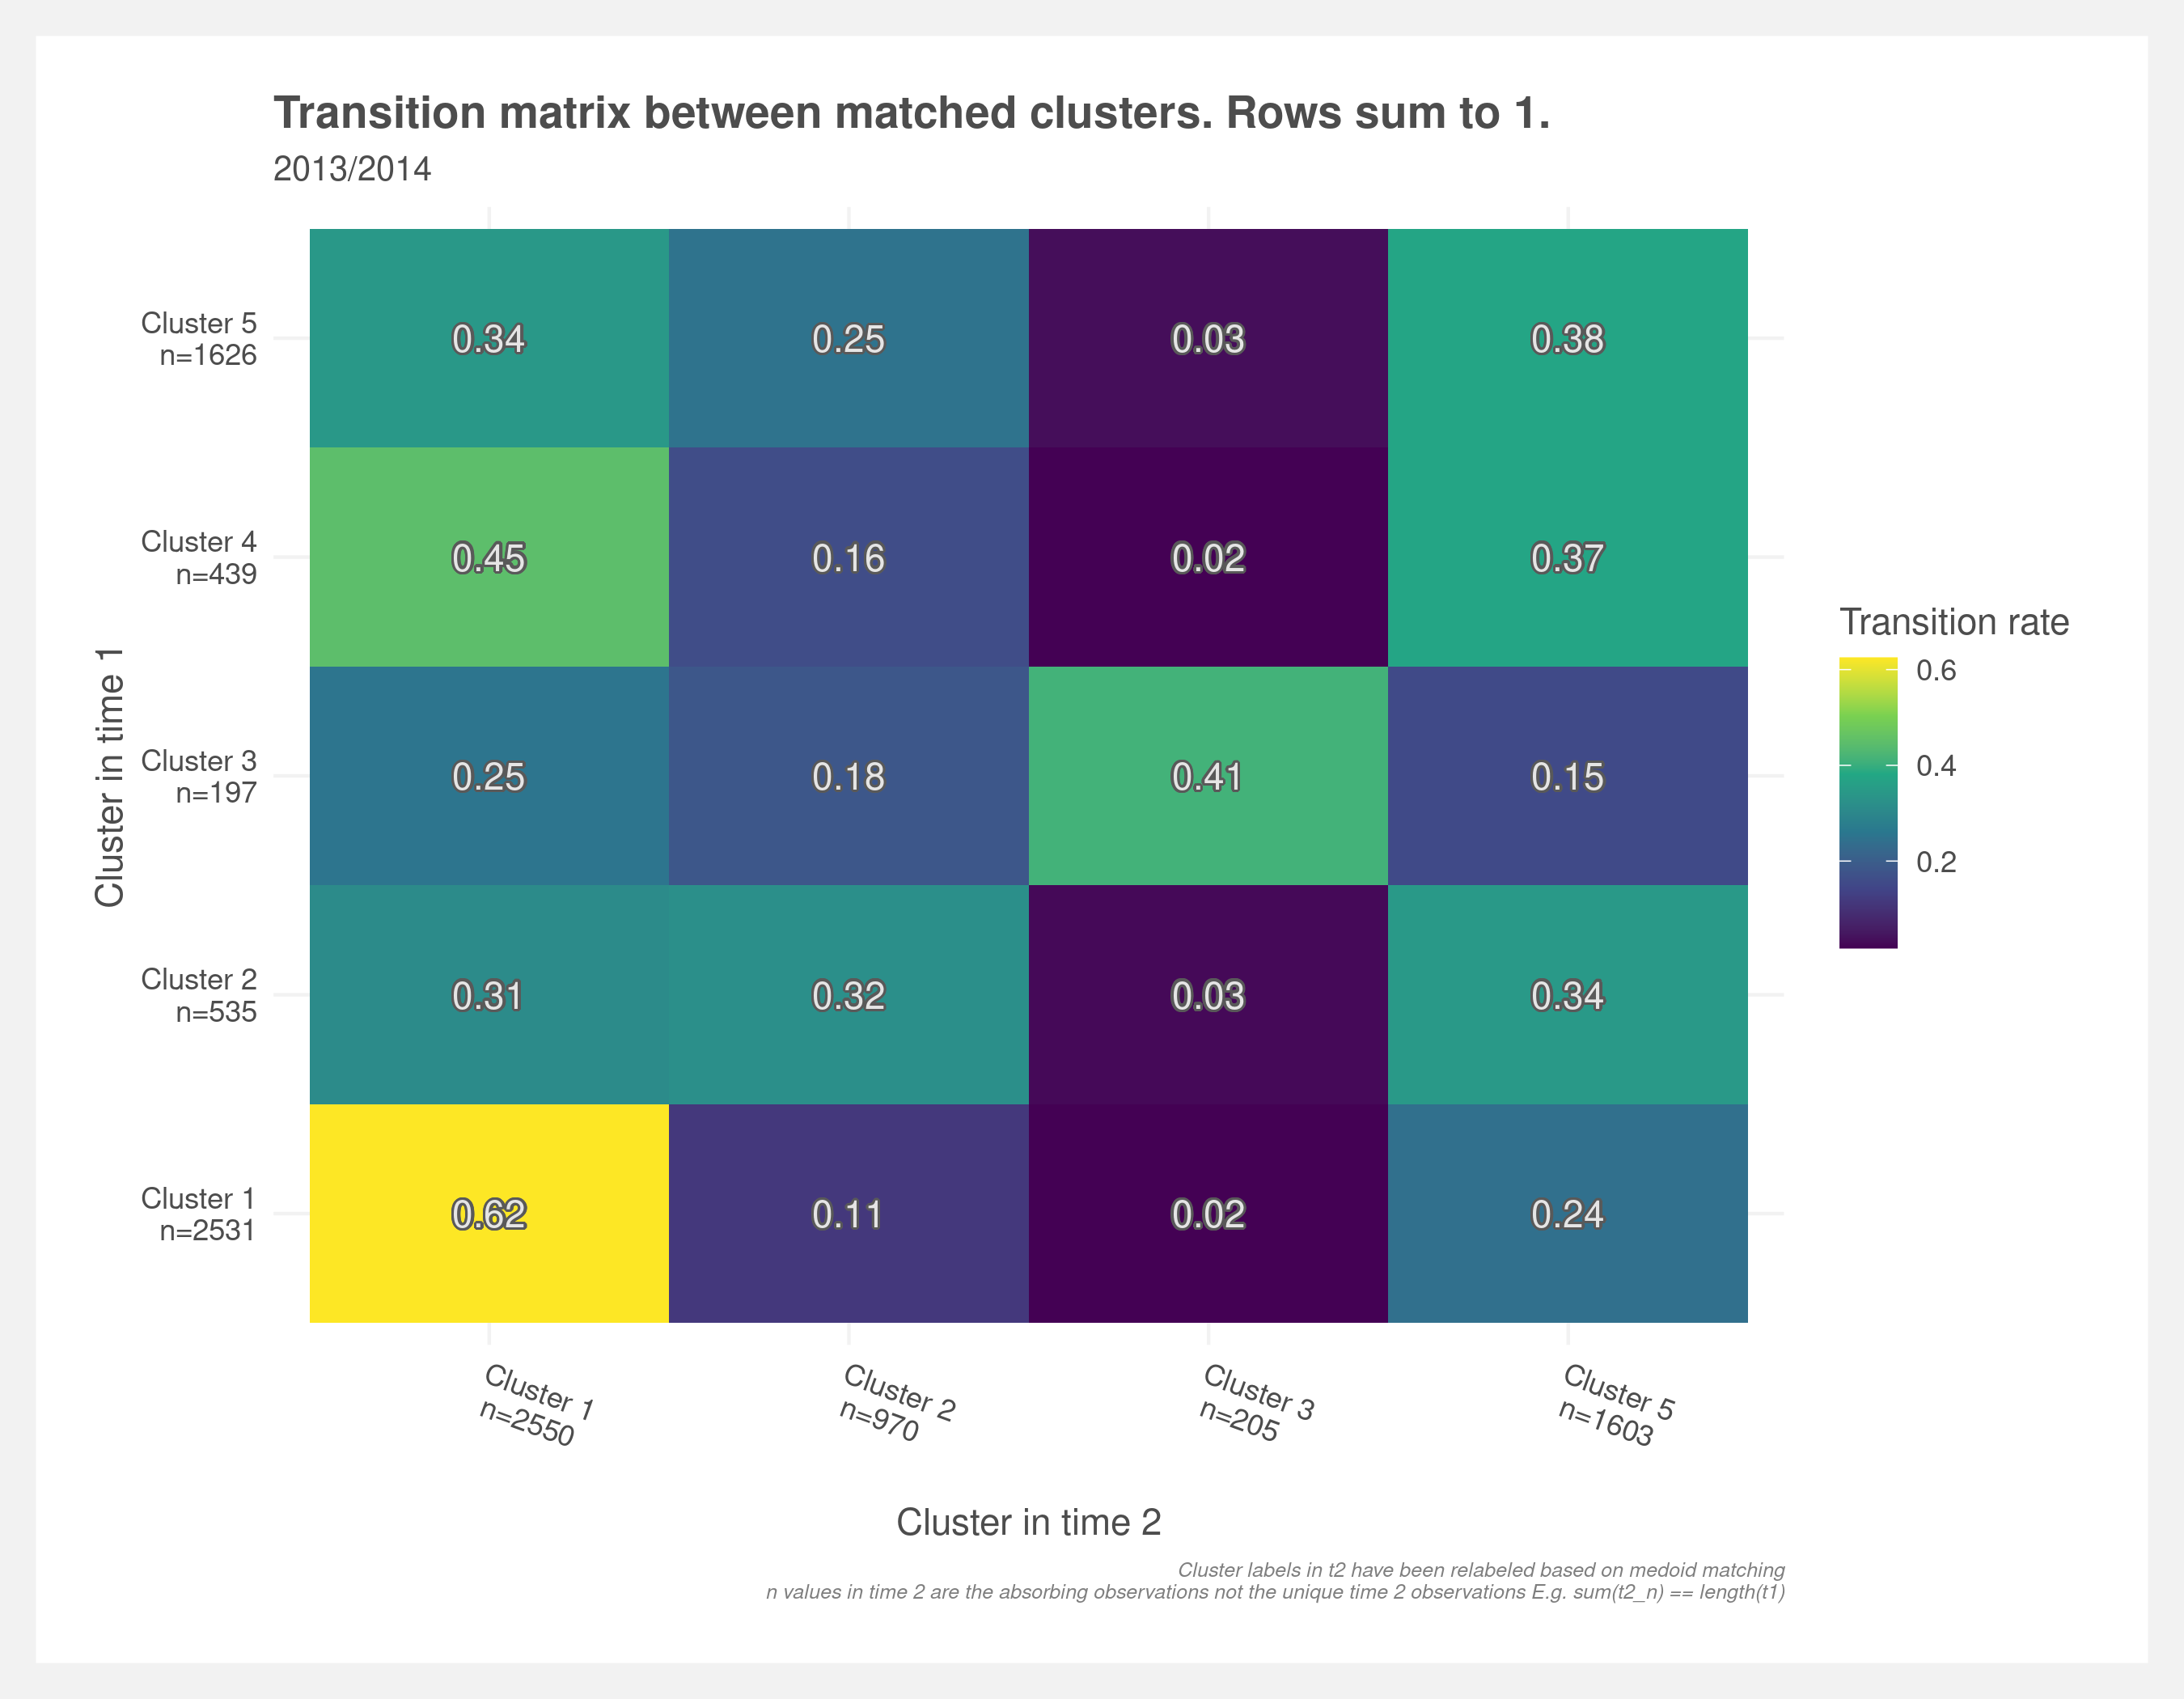 Transition matrix between matched clusters. Rows sum to 1.
2013/2014
Cluster in time 1
Cluster 5
n=1626
0.34 0.25 0.03 0.38
Cluster 4
n=439
0.45 0.16 0.02 0.37
Cluster 3
n=197
0.25 0.18 0.41 0.15
Cluster 2
n=535
0.31 0.32 0.03 0.34
Cluster 1
n=2531
0.62 0.11 0.02 0.24
Cluster 1
n=2550
Cluster 2
n=970
Cluster 3
n=205
Cluster 5
n=1603
Cluster in time 2
Transition rate
0.6
0.4
0.2
Cluster labels in t2 have been relabeled based on medoid matching
n values in time 2 are the absorbing observations not the unique time 2 observations E.g. sum(t2_n) == length(t1)